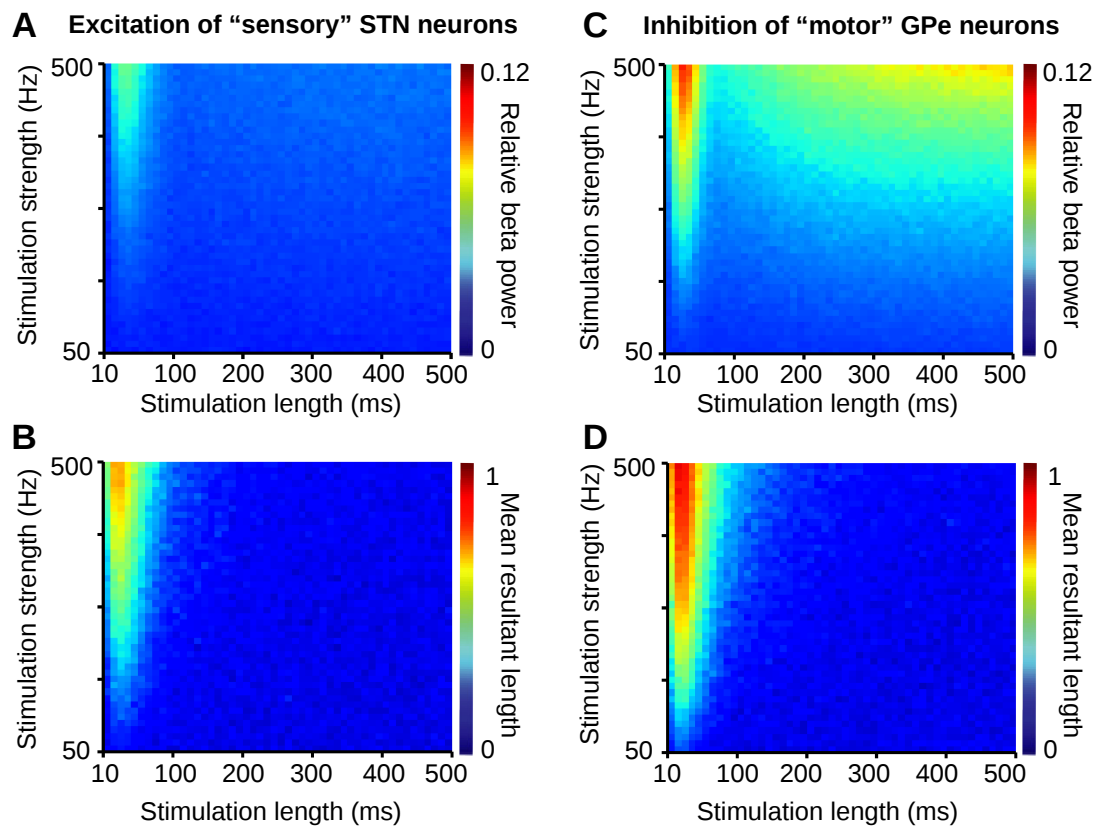 A
Excitation of “sensory” STN neurons
500
50
Stimulation strength (Hz)
10 100 200 300 400 500
Stimulation length (ms)
0.12
0
Relative beta power
C
Inhibition of “motor” GPe neurons
500
50
Stimulation strength (Hz)
10 100 200 300 400 500
Stimulation length (ms)
0.12
0
Relative beta power
B
500
50
Stimulation strength (Hz)
10 100 200 300 400 500
Stimulation length (ms)
1
0
Mean resultant length
D
500
50
Stimulation strength (Hz)
10 100 200 300 400 500
Stimulation length (ms)
1
0
Mean resultant length